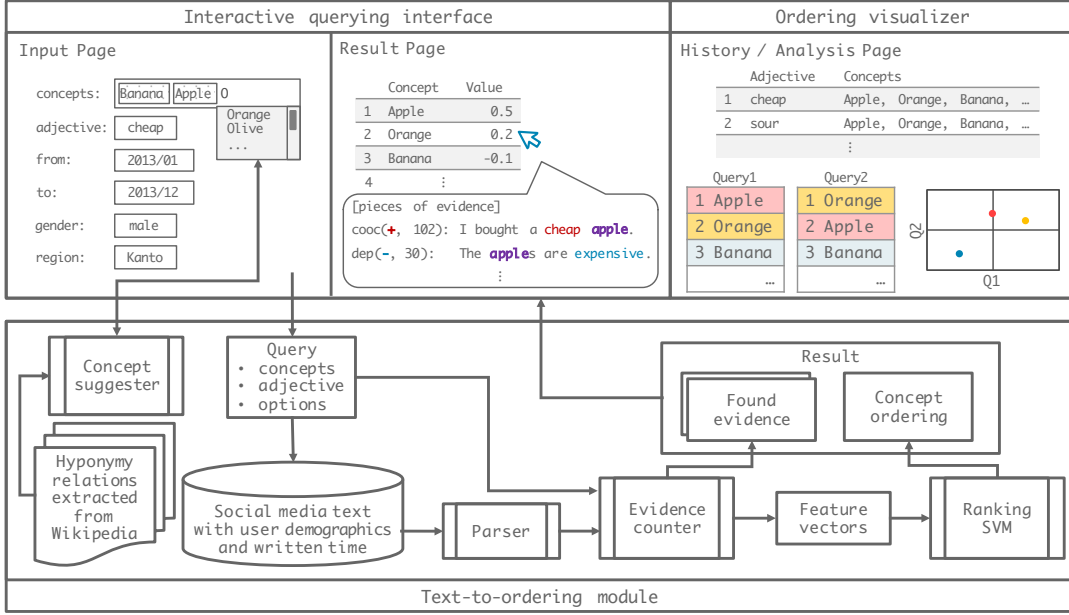 Interactive querying interface
Ordering visualizer
Input Page
concepts: Banana Apple O
Orange
Olive
...
adjective: cheap
from: 2013/01
to: 2013/12
gender: male
region: Kanto
Result Page
Concept Value
1 Apple 0.5
2 Orange 0.2
3 Banana -0.1
4 ⋮
[pieces of evidence]
cooc(+, 102): I bought a cheap apple.
dep(-, 30): The apples are expensive.
⋮
History / Analysis Page
Adjective Concepts
1 cheap Apple, Orange, Banana, …
2 sour Apple, Orange, Banana, …
⋮
Query1
1 Apple
2 Orange
3 Banana
…
Query2
1 Orange
2 Apple
3 Banana
…
Q2
Q1
Concept
suggester
Hyponymy
relations
extracted
from
Wikipedia
Query
• concepts
• adjective
• options
Social media text
with user demographics
and written time
Parser
Evidence
counter
Feature
vectors
Ranking
SVM
Result
Found
evidence
Concept
ordering
Text-to-ordering module